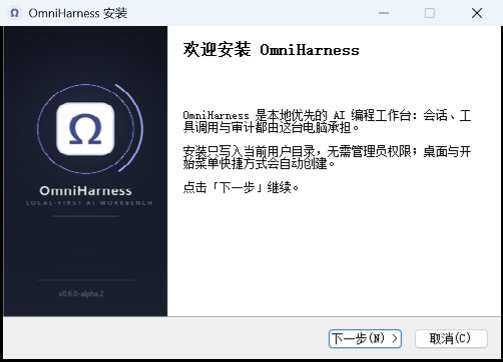 OmniHarness 安装
欢迎安装 OmniHarness
OmniHarness 是本地优先的 AI 编程工作台：会话、工
具调用与审计都由这台电脑承担。
安装只写入当前用户目录，无需管理员权限；桌面与开
始菜单快捷方式会自动创建。
点击「下一步」继续。
Ω
OmniHarness
LOCAL-FIRST AI WORKBENCH
v0.6.0-alpha.2
下一步(N) >
取消(C)